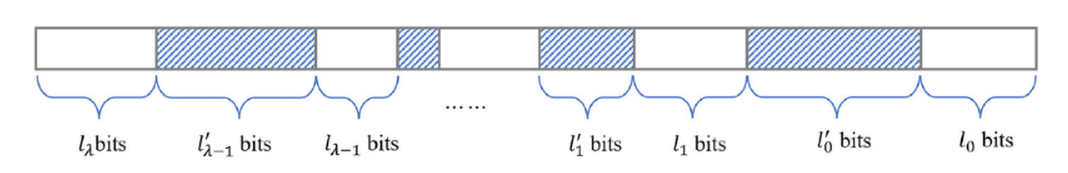 ……
l_λ bits l′_{λ−1} bits l_{λ−1} bits l′_1 bits l_1 bits l′_0 bits l_0 bits